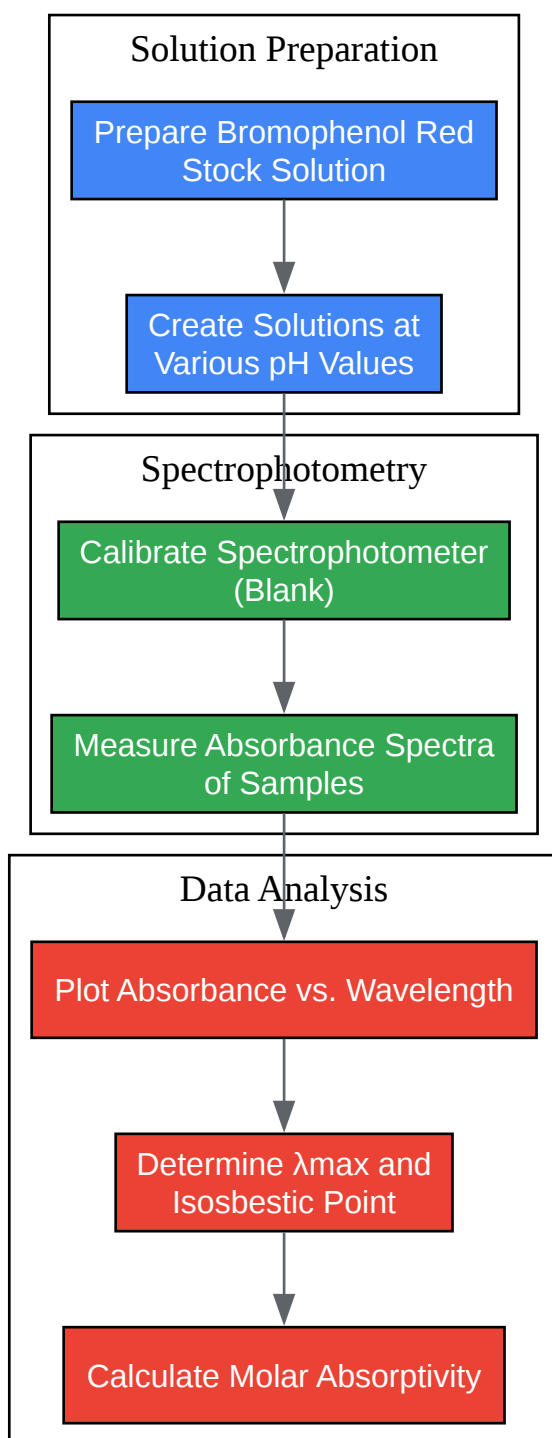 Solution Preparation
Prepare Bromophenol Red
Stock Solution
Create Solutions at
Various pH Values
Spectrophotometry
Calibrate Spectrophotometer
(Blank)
Measure Absorbance Spectra
of Samples
Data Analysis
Plot Absorbance vs. Wavelength
Determine λmax and
Isosbestic Point
Calculate Molar Absorptivity